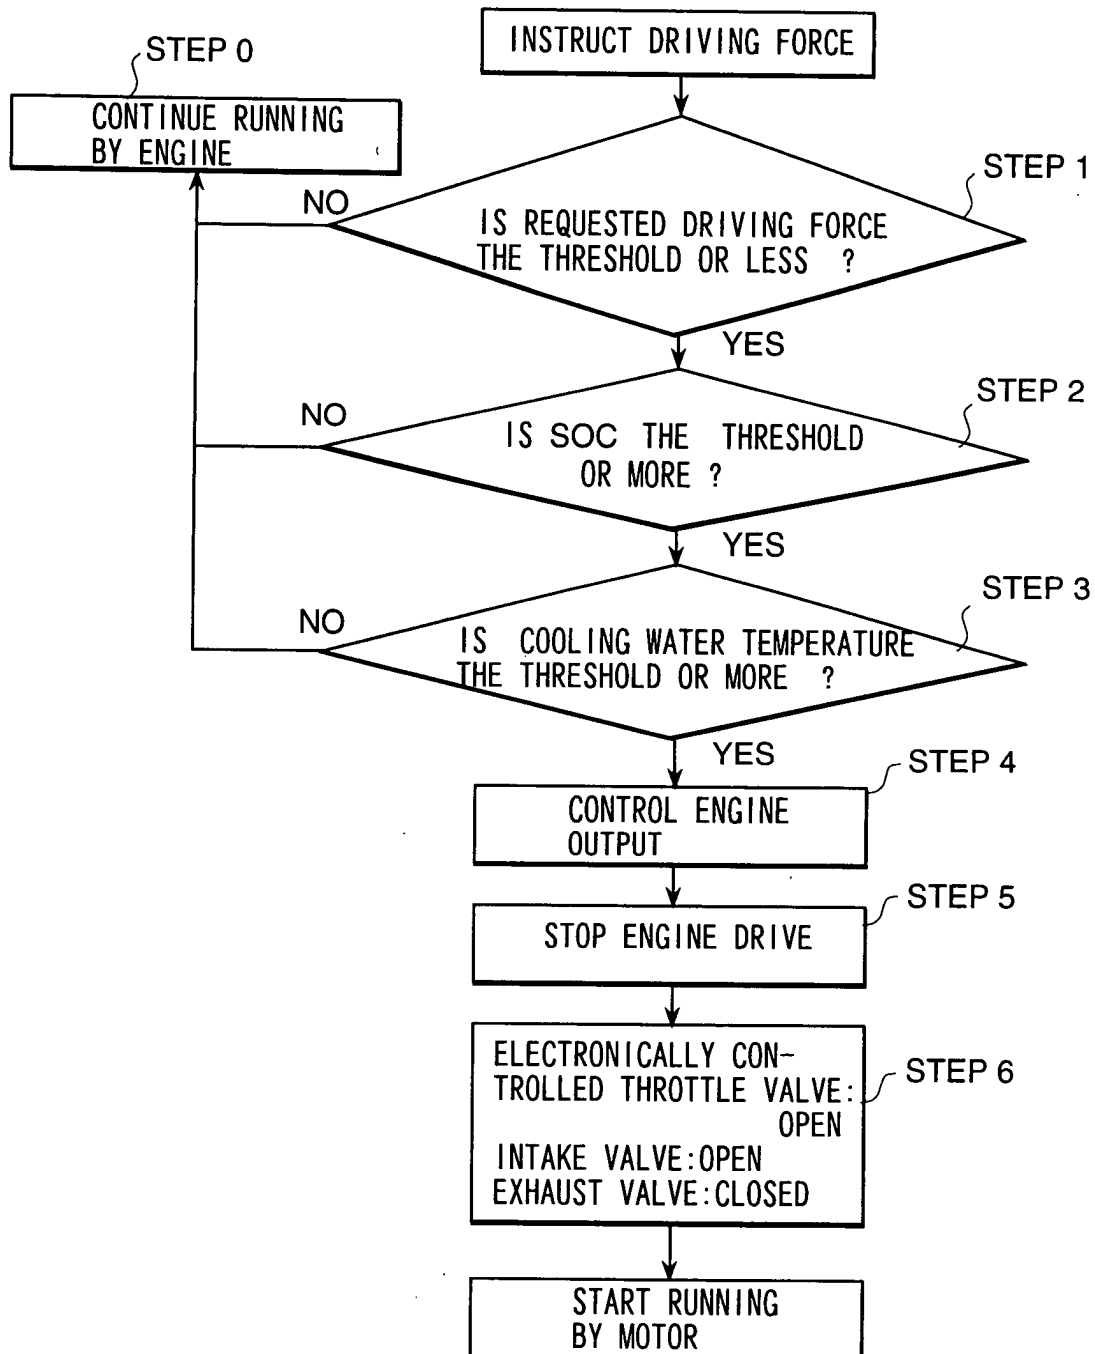 INSTRUCT DRIVING FORCE
STEP 0
CONTINUE RUNNING
BY ENGINE
STEP 1
NO
IS REQUESTED DRIVING FORCE
THE THRESHOLD OR LESS ?
YES
STEP 2
NO
IS SOC THE THRESHOLD
OR MORE ?
YES
STEP 3
NO
IS COOLING WATER TEMPERATURE
THE THRESHOLD OR MORE ?
YES
STEP 4
CONTROL ENGINE
OUTPUT
STEP 5
STOP ENGINE DRIVE
ELECTRONICALLY CON-
TROLLED THROTTLE VALVE:
OPEN
STEP 6
INTAKE VALVE:OPEN
EXHAUST VALVE:CLOSED
START RUNNING
BY MOTOR